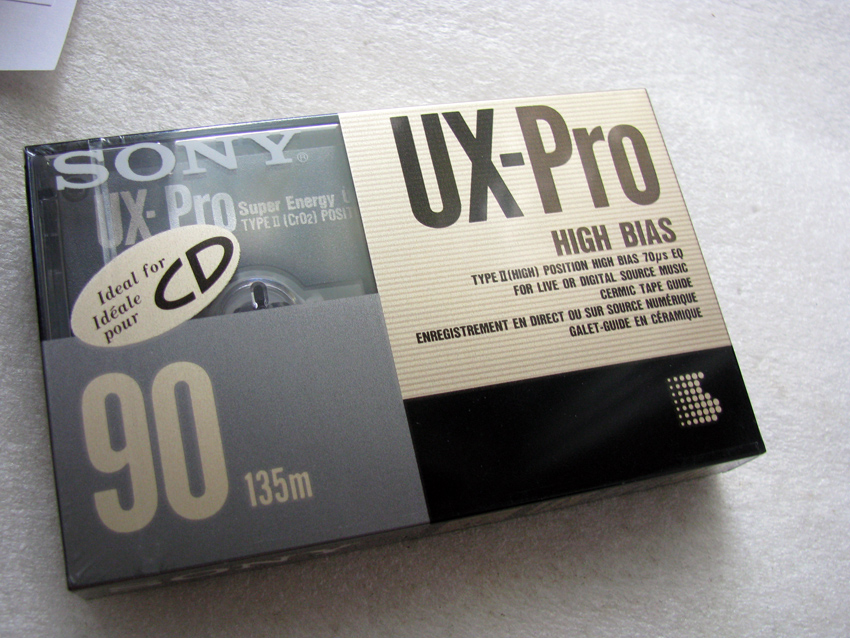 SONY®
UX-Pro Super Energy
TYPE II (CrO2) POSIT
Ideal for
Idéale
pour
CD
90
135m
UX-Pro
HIGH BIAS
TYPE II (HIGH) POSITION HIGH BIAS 70μs EQ
FOR LIVE OR DIGITAL SOURCE MUSIC
CERMIC TAPE GUIDE
ENREGISTREMENT EN DIRECT OU SUR SOURCE NUMÉRIQUE
GALET-GUIDE EN CÉRAMIQUE
SONY